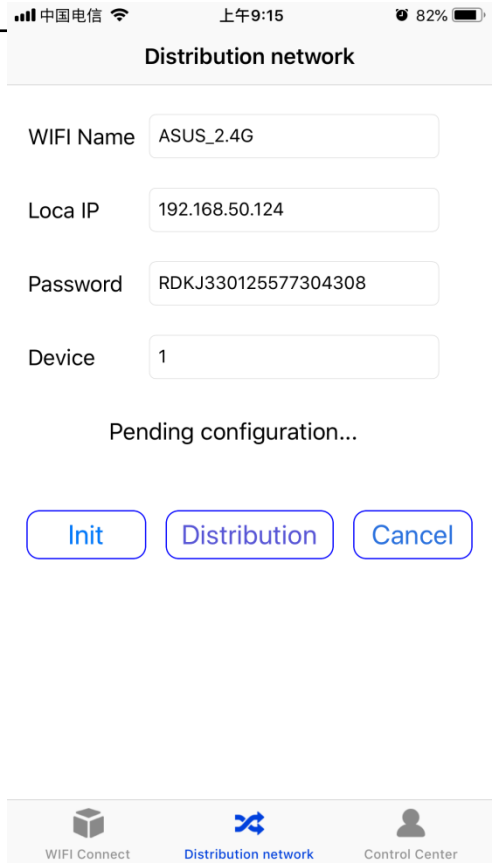 中国电信 上午9:15 82%
Distribution network
WIFI Name ASUS_2.4G
Loca IP 192.168.50.124
Password RDKJ330125577304308
Device 1
Pending configuration...
Init Distribution Cancel
WIFI Connect Distribution network Control Center